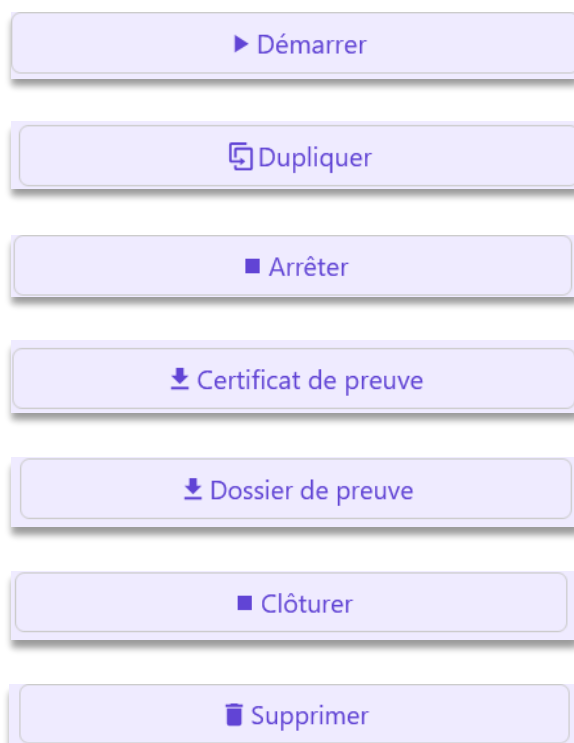 Démarrer
Dupliquer
Arrêter
Certificat de preuve
Dossier de preuve
Clôturer
Supprimer